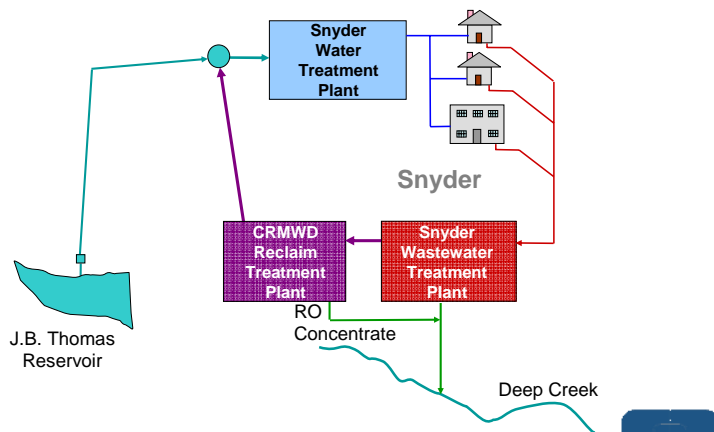 Snyder
Water
Treatment
Plant
Snyder
CRMWD
Reclaim
Treatment
Plant
Snyder
Wastewater
Treatment
Plant
RO
Concentrate
J.B. Thomas
Reservoir
Deep Creek